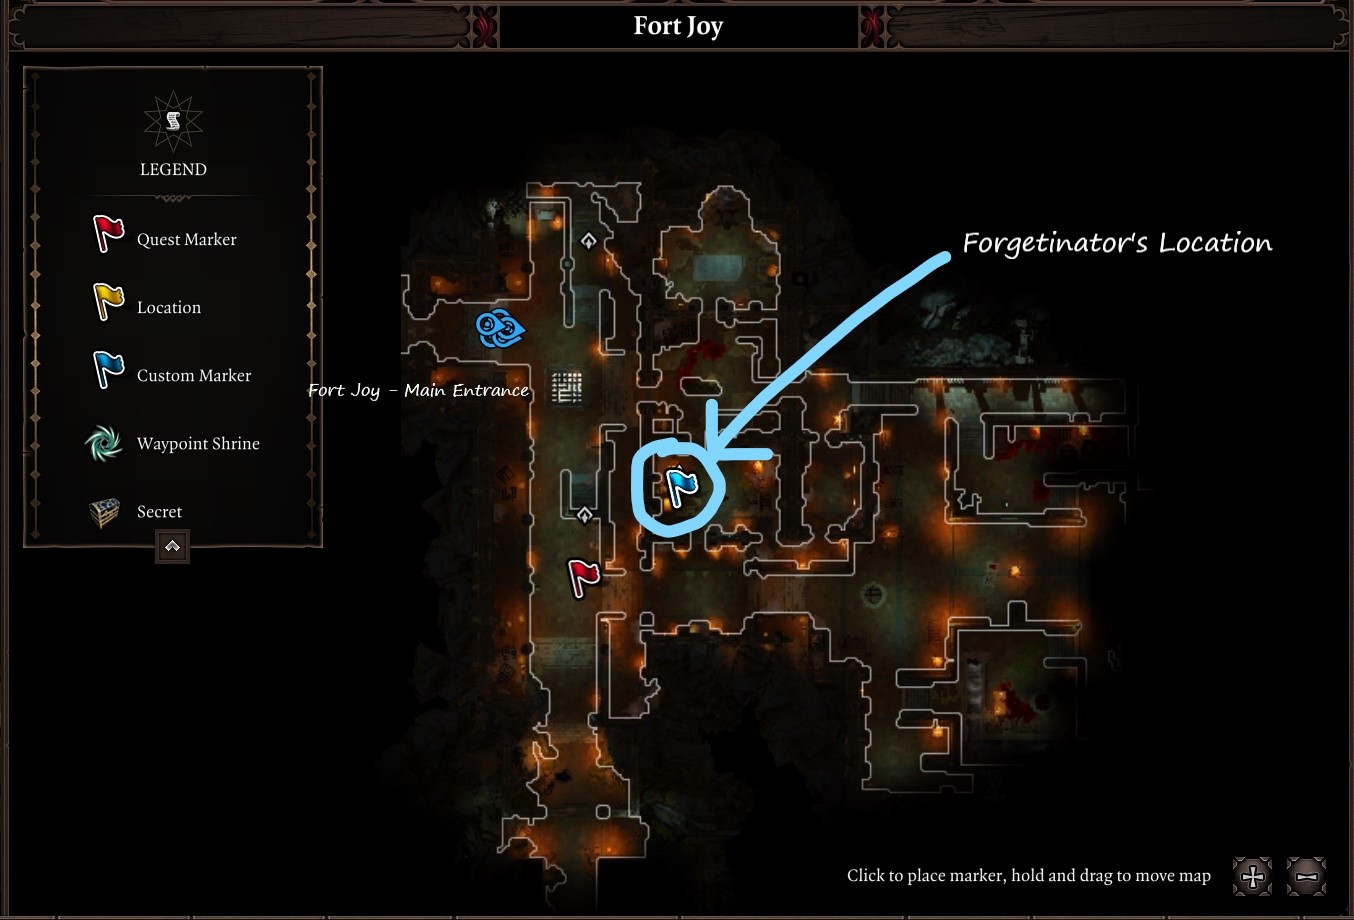 Fort Joy
LEGEND
Quest Marker
Location
Custom Marker
Waypoint Shrine
Secret
Forgetinator's Location
Fort Joy - Main Entrance
Click to place marker, hold and drag to move map